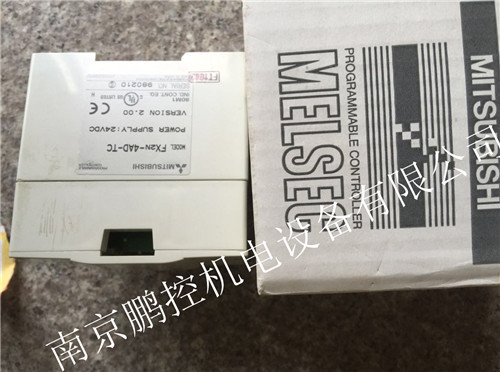 MITSUBISHI
MODEL FX2N-4AD-TC
POWER SUPPLY:24VDC
VERSION 2.00
SERIAL NO. 980210
MITSUBISHI
PROGRAMMABLE CONTROLLER
MELSEC
南京鹏控机电设备有限公司